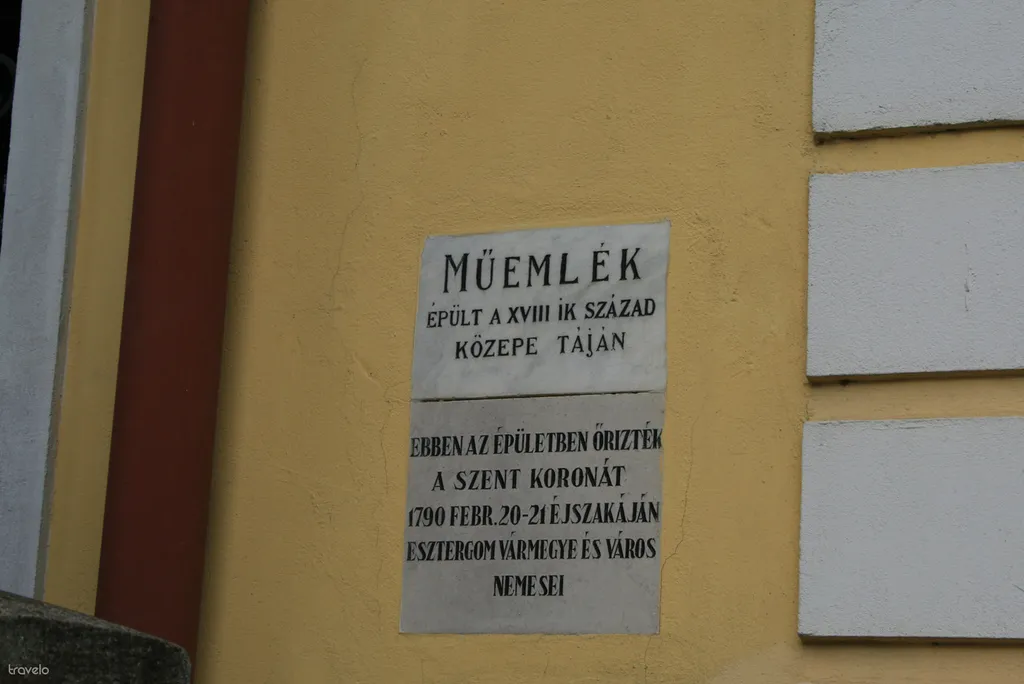 MŰEMLÉK
ÉPÜLT A XVIII İK SZÁZAD
KÖZEPE TÁJÁN
EBBEN AZ ÉPÜLETBEN ŐRIZTÉK
A SZENT KORONÁT
1790 FEBR. 20-21 ÉJSZAKÁJÁN
ESZTERGOM VÁRMEGYE ÉS VÁROS
NEMESEI
travelo